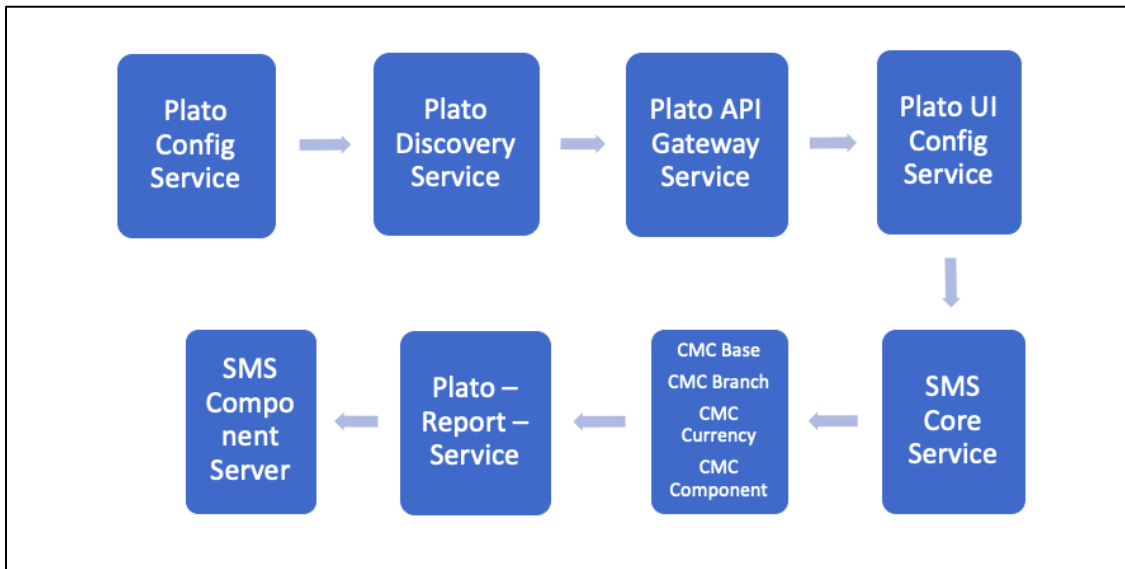 Plato
Config
Service
Plato
Discovery
Service
Plato API
Gateway
Service
Plato UI
Config
Service
SMS
Compo
nent
Server
Plato –
Report –
Service
CMC Base
CMC Branch
CMC
Currency
CMC
Component
SMS
Core
Service